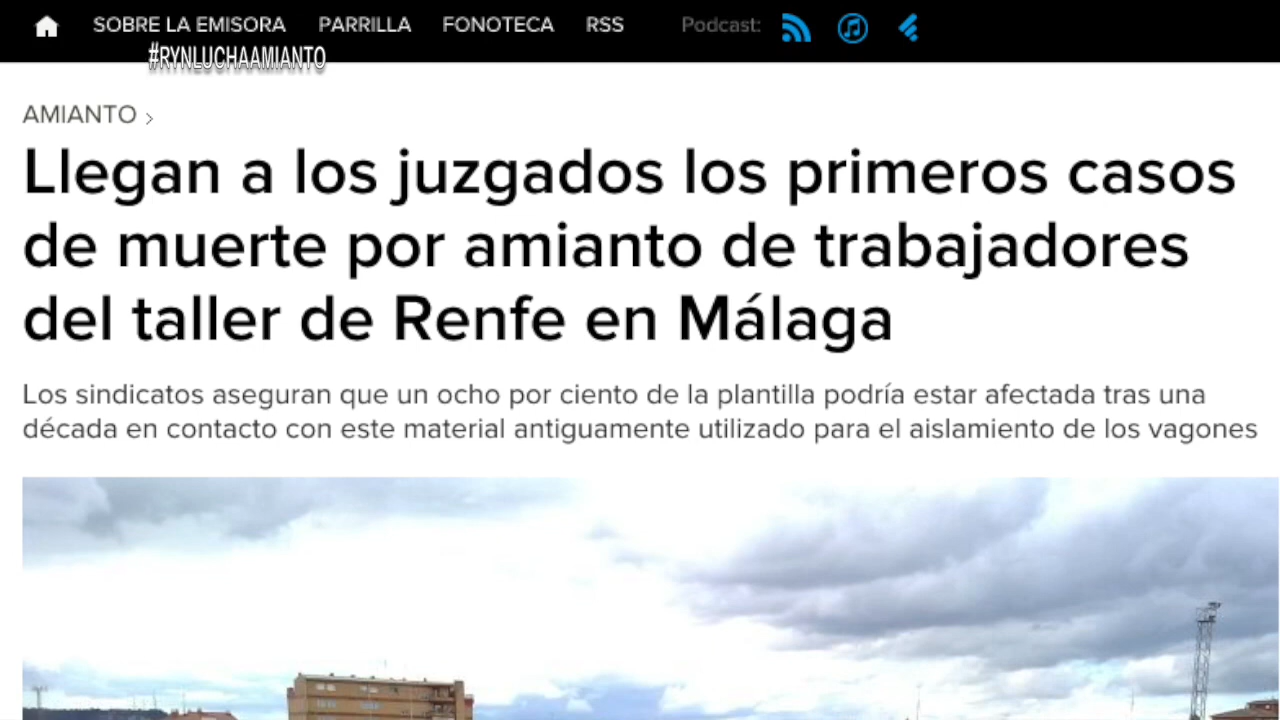 SOBRE LA EMISORA PARRILLA FONOTECA RSS Podcast:
#RYNLUCHAAMIANTO
AMIANTO >
Llegan a los juzgados los primeros casos
de muerte por amianto de trabajadores
del taller de Renfe en Málaga
Los sindicatos aseguran que un ocho por ciento de la plantilla podría estar afectada tras una
década en contacto con este material antiguamente utilizado para el aislamiento de los vagones